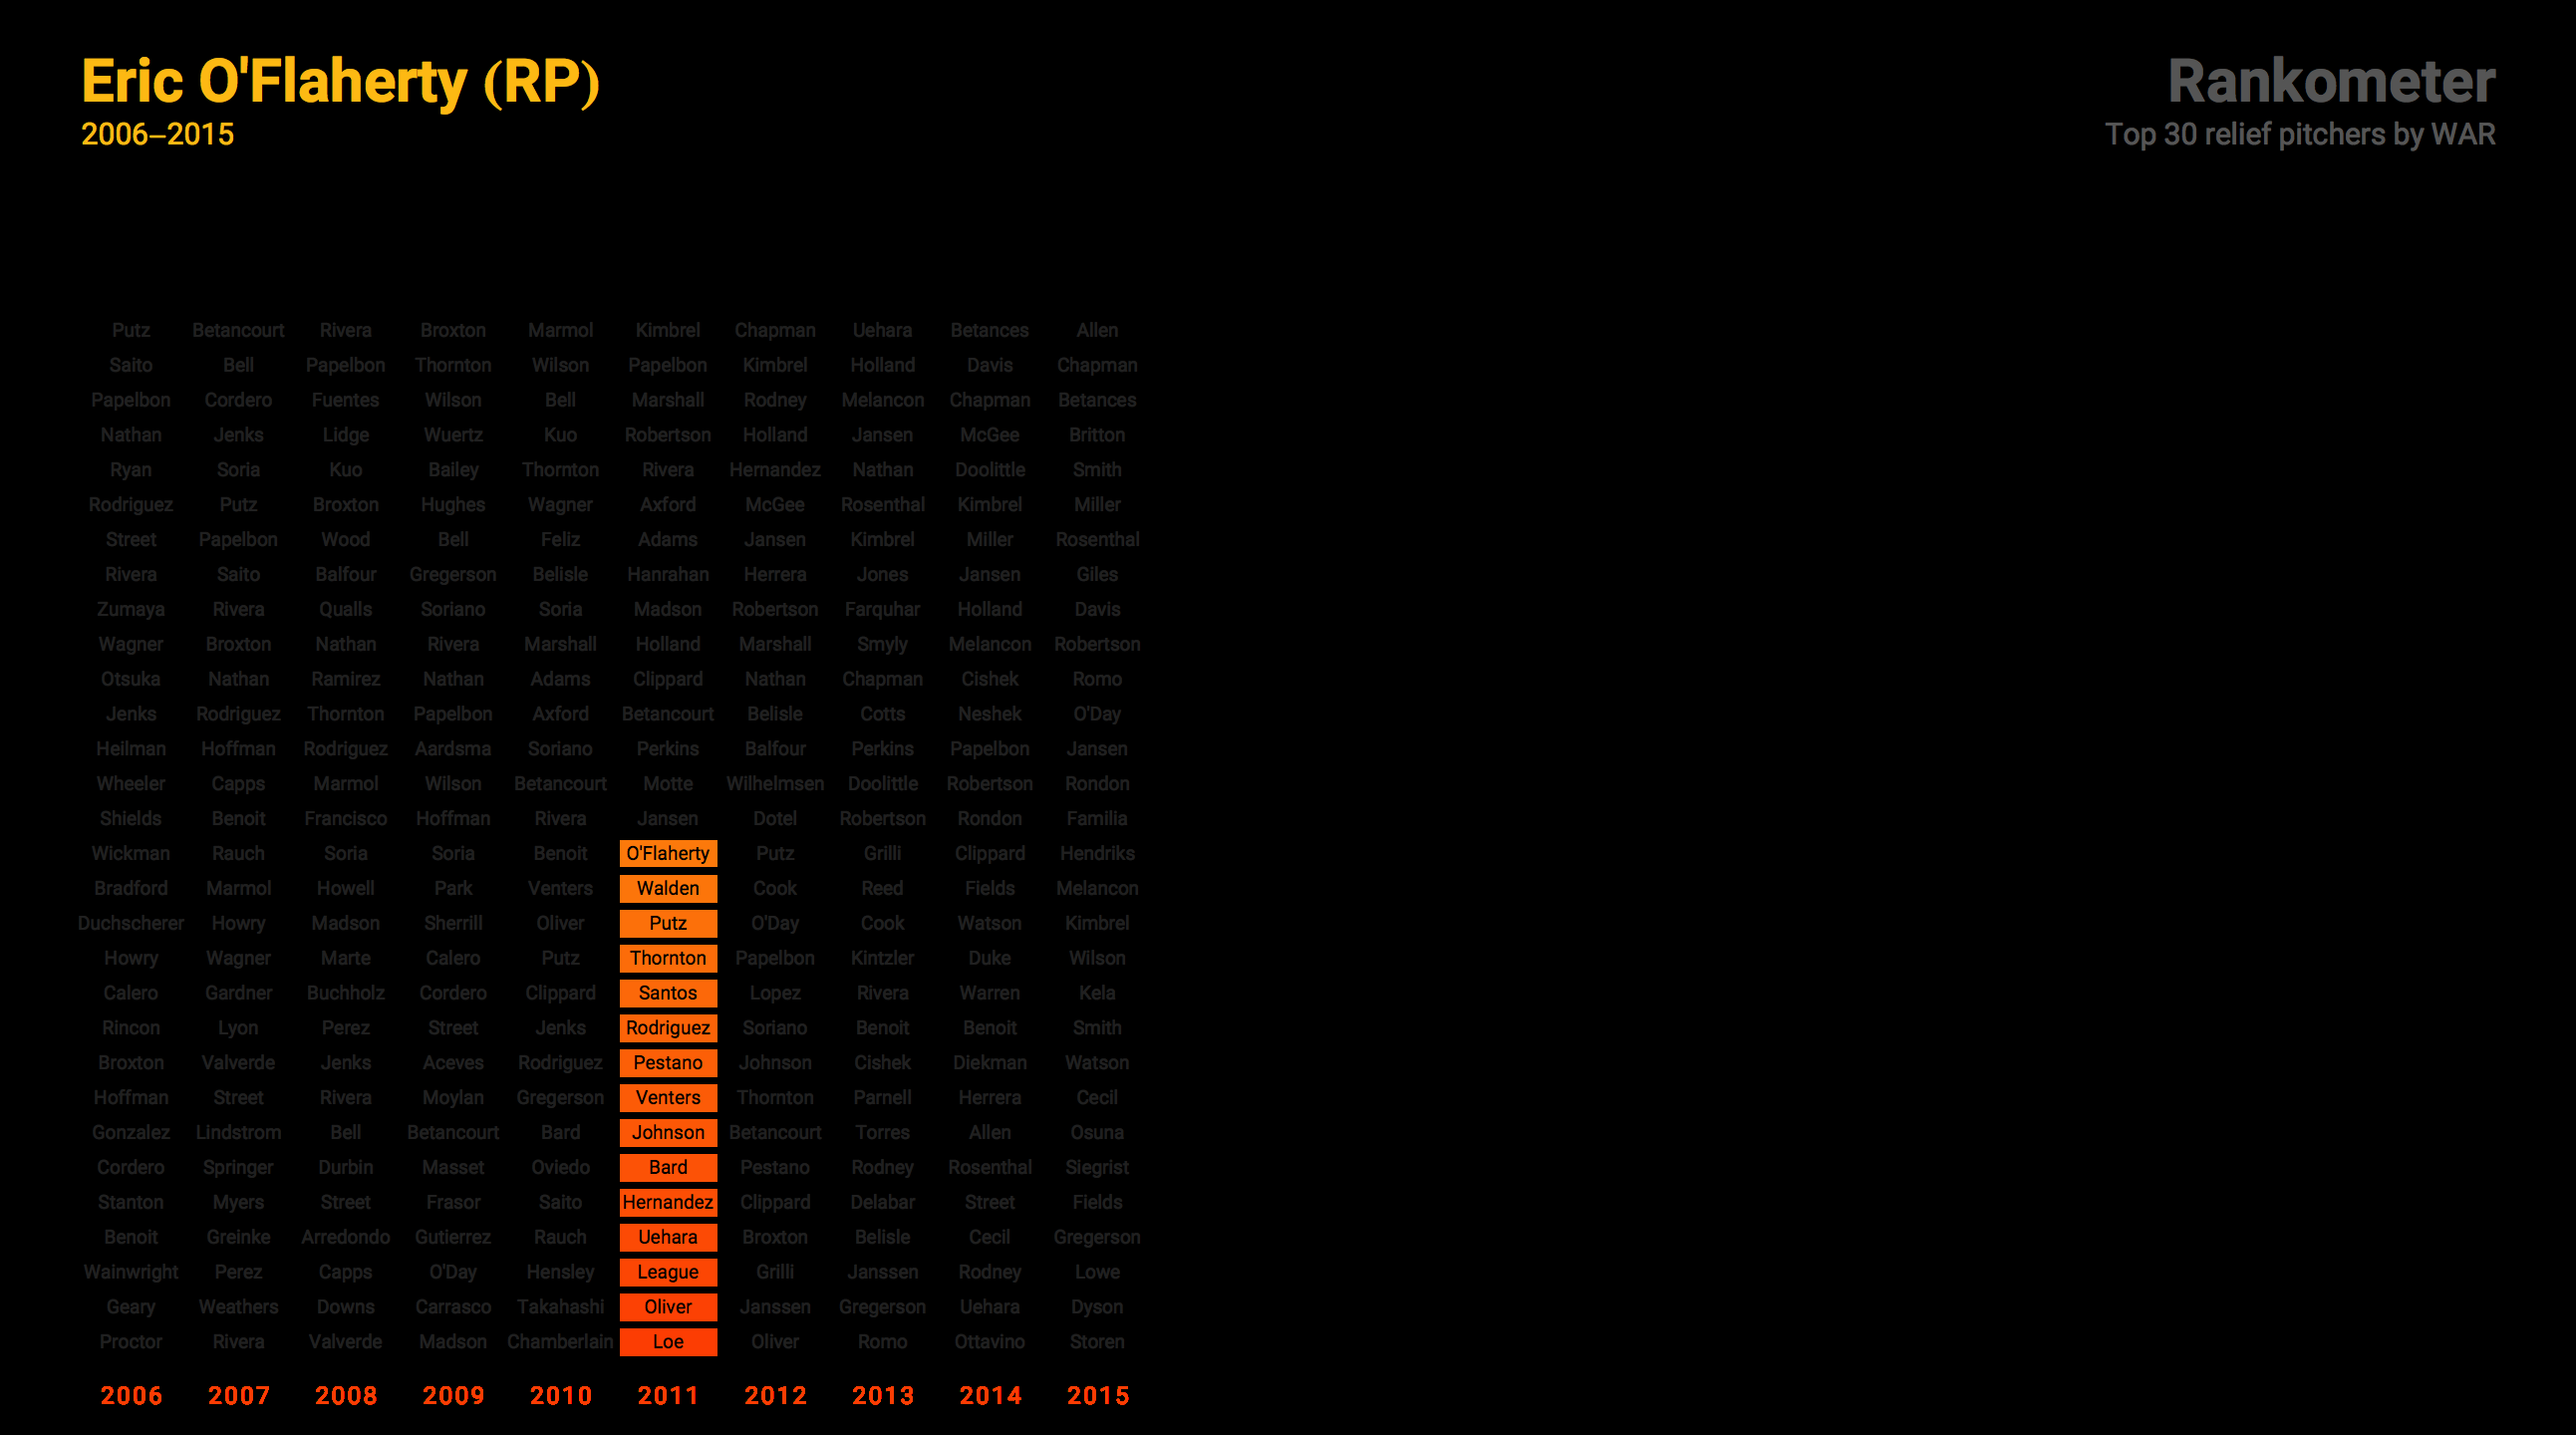 Eric O'Flaherty (RP)
2006–2015
Rankometer
Top 30 relief pitchers by WAR
Putz Betancourt Rivera Broxton Marmol Kimbrel Chapman Uehara Betances Allen
Saito Bell Papelbon Thornton Wilson Papelbon Kimbrel Holland Davis Chapman
Papelbon Cordero Fuentes Wilson Bell Marshall Rodney Melancon Chapman Betances
Nathan Jenks Lidge Wuertz Kuo Robertson Holland Jansen McGee Britton
Ryan Soria Kuo Bailey Thornton Rivera Hernandez Nathan Doolittle Smith
Rodriguez Putz Broxton Hughes Wagner Axford McGee Rosenthal Kimbrel Miller
Street Papelbon Wood Bell Feliz Adams Jansen Kimbrel Miller Rosenthal
Rivera Saito Balfour Gregerson Belisle Hanrahan Herrera Jones Jansen Giles
Zumaya Rivera Qualls Soriano Soria Madson Robertson Farquhar Holland Davis
Wagner Broxton Nathan Rivera Marshall Holland Marshall Smyly Melancon Robertson
Otsuka Nathan Ramirez Nathan Adams Clippard Nathan Chapman Cishek Romo
Jenks Rodriguez Thornton Papelbon Axford Betancourt Belisle Cotts Neshek O'Day
Heilman Hoffman Rodriguez Aardsma Soriano Perkins Balfour Perkins Papelbon Jansen
Wheeler Capps Marmol Wilson Betancourt Motte Wilhelmsen Doolittle Robertson Rondon
Shields Benoit Francisco Hoffman Rivera Jansen Dotel Robertson Rondon Familia
Wickman Rauch Soria Soria Benoit O'Flaherty Putz Grilli Clippard Hendriks
Bradford Marmol Howell Park Venters Walden Cook Reed Fields Melancon
Duchscherer Howry Madson Sherrill Oliver Putz O'Day Cook Watson Kimbrel
Howry Wagner Marte Calero Putz Thornton Papelbon Kintzler Duke Wilson
Calero Gardner Buchholz Cordero Clippard Santos Lopez Rivera Warren Kela
Rincon Lyon Perez Street Jenks Rodriguez Soriano Benoit Benoit Smith
Broxton Valverde Jenks Aceves Rodriguez Pestano Johnson Cishek Diekman Watson
Hoffman Street Rivera Moylan Gregerson Venters Thornton Parnell Herrera Cecil
Gonzalez Lindstrom Bell Betancourt Bard Johnson Betancourt Torres Allen Osuna
Cordero Springer Durbin Masset Oviedo Bard Pestano Rodney Rosenthal Siegrist
Stanton Myers Street Frasor Saito Hernandez Clippard Delabar Street Fields
Benoit Greinke Arredondo Gutierrez Rauch Uehara Broxton Belisle Cecil Gregerson
Wainwright Perez Capps O'Day Hensley League Grilli Janssen Rodney Lowe
Geary Weathers Downs Carrasco Takahashi Oliver Janssen Gregerson Uehara Dyson
Proctor Rivera Valverde Madson Chamberlain Loe Oliver Romo Ottavino Storen
2006 2007 2008 2009 2010 2011 2012 2013 2014 2015